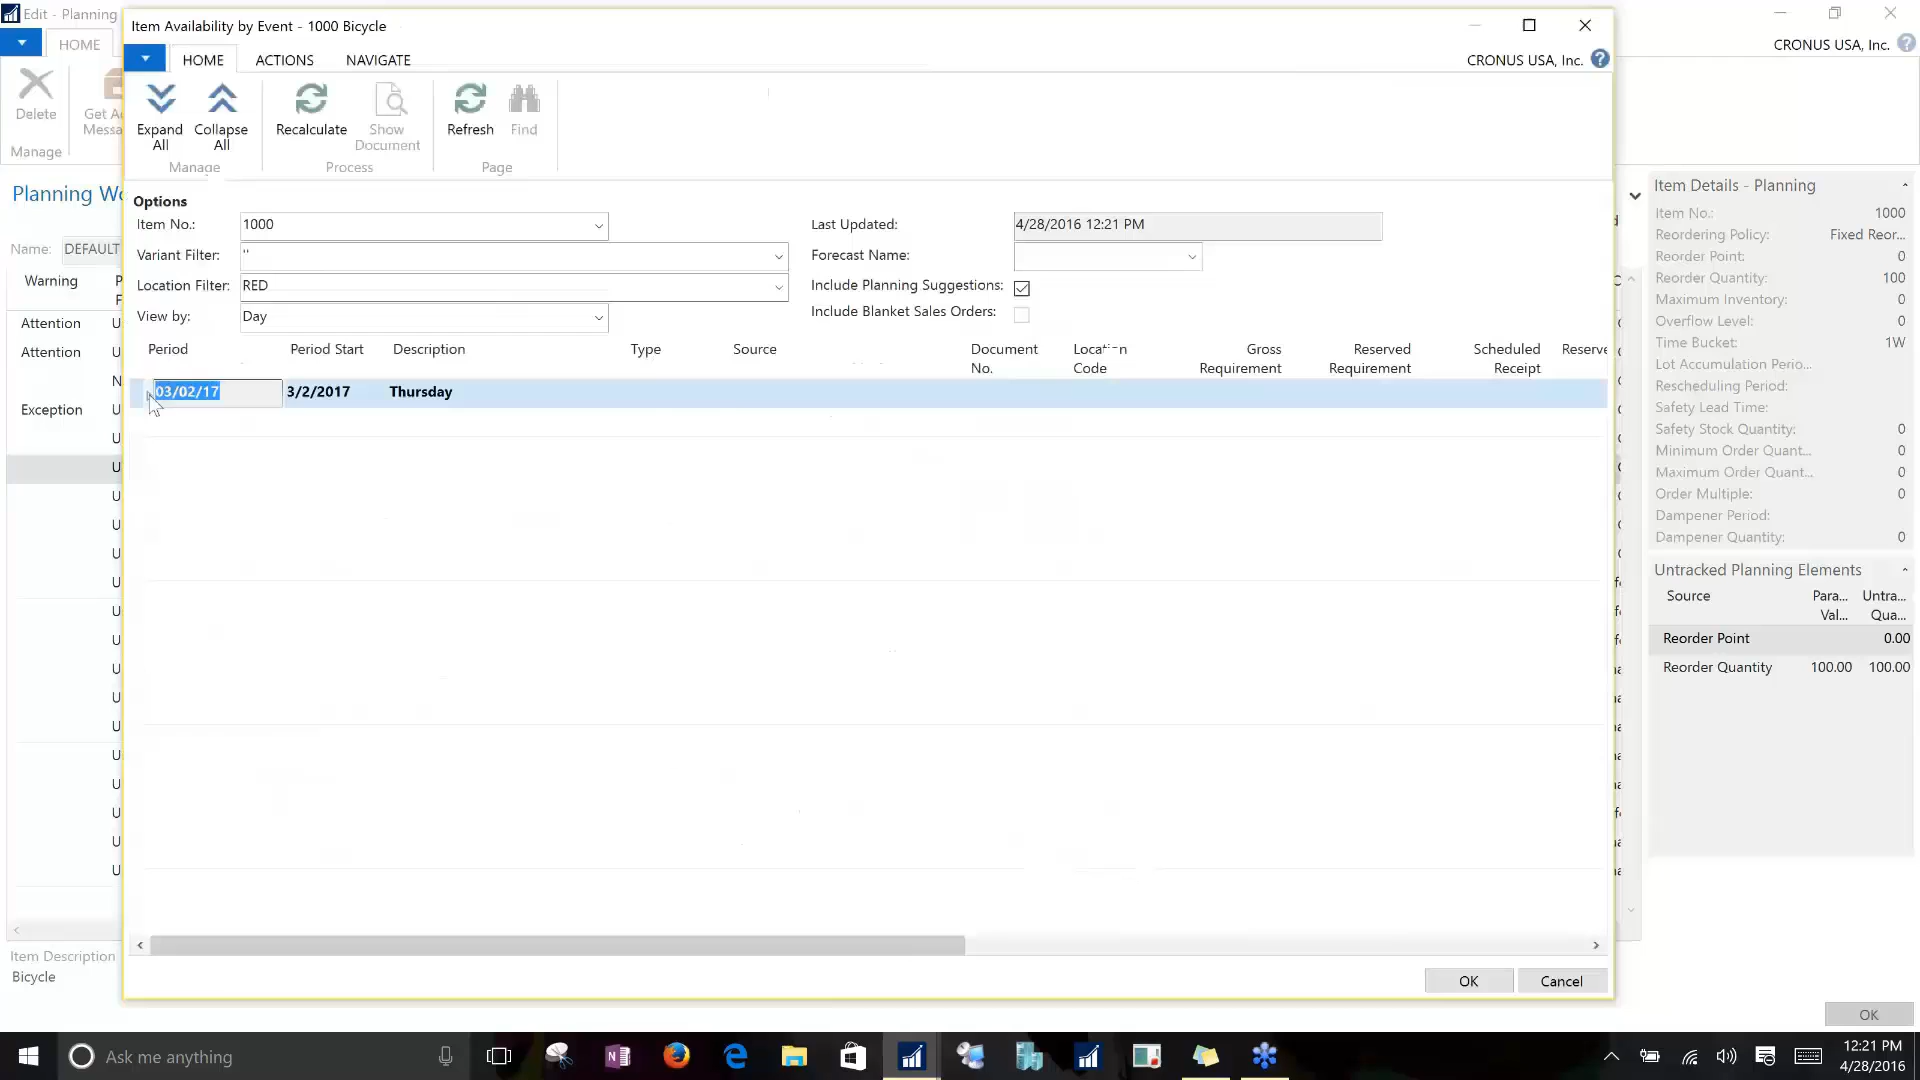 Edit - Planning
Item Availability by Event - 1000 Bicycle
HOME
HOME
ACTIONS
NAVIGATE
CRONUS USA, Inc.
CRONUS USA, Inc.
Delete
Get A
Messa
Expand All
Collapse All
Recalculate
Show Document
Refresh
Find
Manage
Manage
Process
Page
Planning Wo
Name: DEFAULT
Warning
Attention
Attention
Exception
Options
Item No.: 1000
Variant Filter: ''
Location Filter: RED
View by: Day
Last Updated: 4/28/2016 12:21 PM
Forecast Name:
Include Planning Suggestions:
Include Blanket Sales Orders:
Period
Period Start
Description
Type
Source
Document No.
Location Code
Gross Requirement
Reserved Requirement
Scheduled Receipt
Reserve
03/02/17 3/2/2017 Thursday
OK
Cancel
Item Details - Planning
Item No.: 1000
Reordering Policy: Fixed Reor...
Reorder Point: 0
Reorder Quantity: 100
Maximum Inventory: 0
Overflow Level: 0
Time Bucket: 1W
Lot Accumulation Perio...
Rescheduling Period:
Safety Lead Time:
Safety Stock Quantity: 0
Minimum Order Quant... 0
Maximum Order Quant... 0
Order Multiple: 0
Dampener Period:
Dampener Quantity: 0
Untracked Planning Elements
Source
Para... Val...
Untra... Qua...
Reorder Point 0.00
Reorder Quantity 100.00 100.00
Item Description
Bicycle
OK
Ask me anything
12:21 PM
4/28/2016